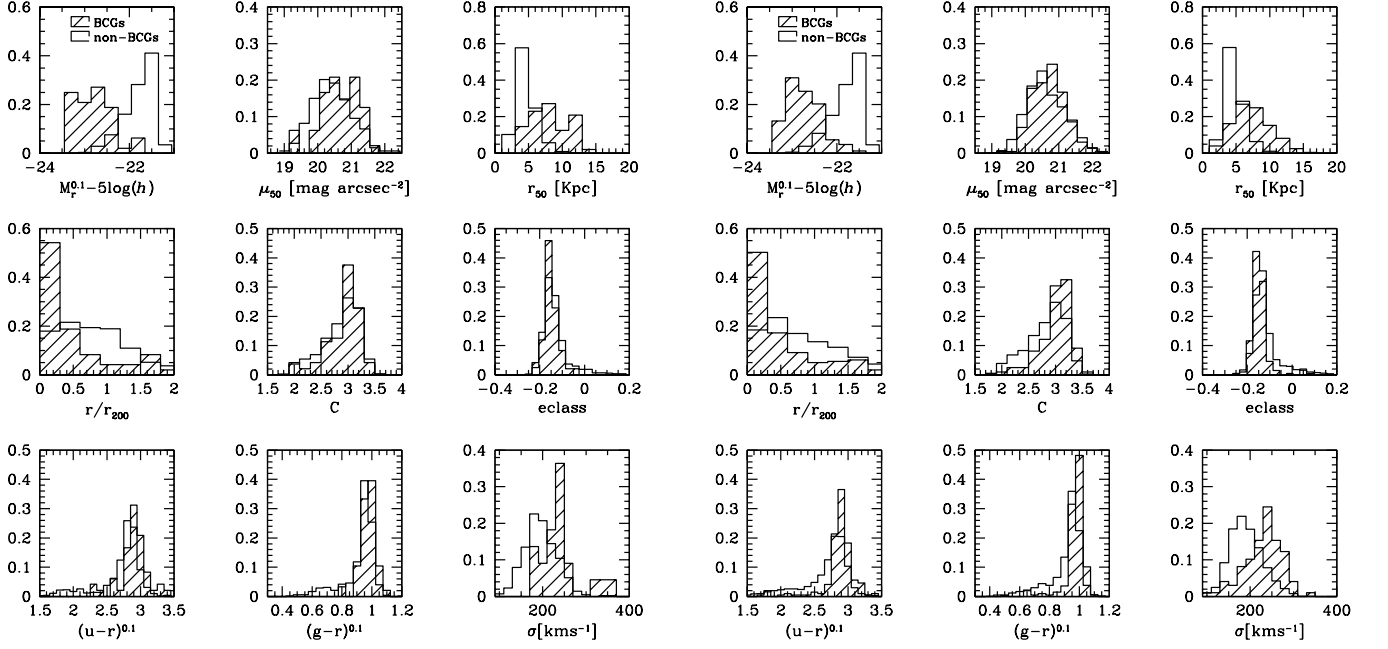 0.6 0.4 0.8 0.6 0.4 0.8
BCGs BCGs
non-BCGs non-BCGs
0.3 0.6 0.3 0.6
0.4 0.4
0.2 0.4 0.2 0.4
0.2 0.2
0.1 0.2 0.1 0.2
0 0 0 0 0 0
−24 −22 19 20 21 22 0 5 10 15 20 −24 −22 19 20 21 22 0 5 10 15 20
M_r^0.1−5log(h) μ50 [mag arcsec−2] r50 [Kpc] M_r^0.1−5log(h) μ50 [mag arcsec−2] r50 [Kpc]
0.6 0.5 0.5 0.6 0.5 0.5
0.4 0.4 0.4 0.4
0.4 0.4
0.3 0.3 0.3 0.3
0.2 0.2 0.2 0.2 0.2 0.2
0.1 0.1 0.1 0.1
0 0 0 0 0 0
0 0.5 1 1.5 2 1.5 2 2.5 3 3.5 4 −0.4 −0.2 0 0.2 0 0.5 1 1.5 2 1.5 2 2.5 3 3.5 4 −0.4 −0.2 0 0.2
r/r200 C eclass r/r200 C eclass
0.5 0.5 0.4 0.5 0.5 0.4
0.4 0.4 0.3 0.4 0.4 0.3
0.3 0.3 0.3 0.3
0.2 0.2
0.2 0.2 0.2 0.2
0.1 0.1 0.1 0.1 0.1 0.1
0 0 0 0 0 0
1.5 2 2.5 3 3.5 0.4 0.6 0.8 1 1.2 200 400 1.5 2 2.5 3 3.5 0.4 0.6 0.8 1 1.2 200 400
(u−r)0.1 (g−r)0.1 σ[kms−1] (u−r)0.1 (g−r)0.1 σ[kms−1]